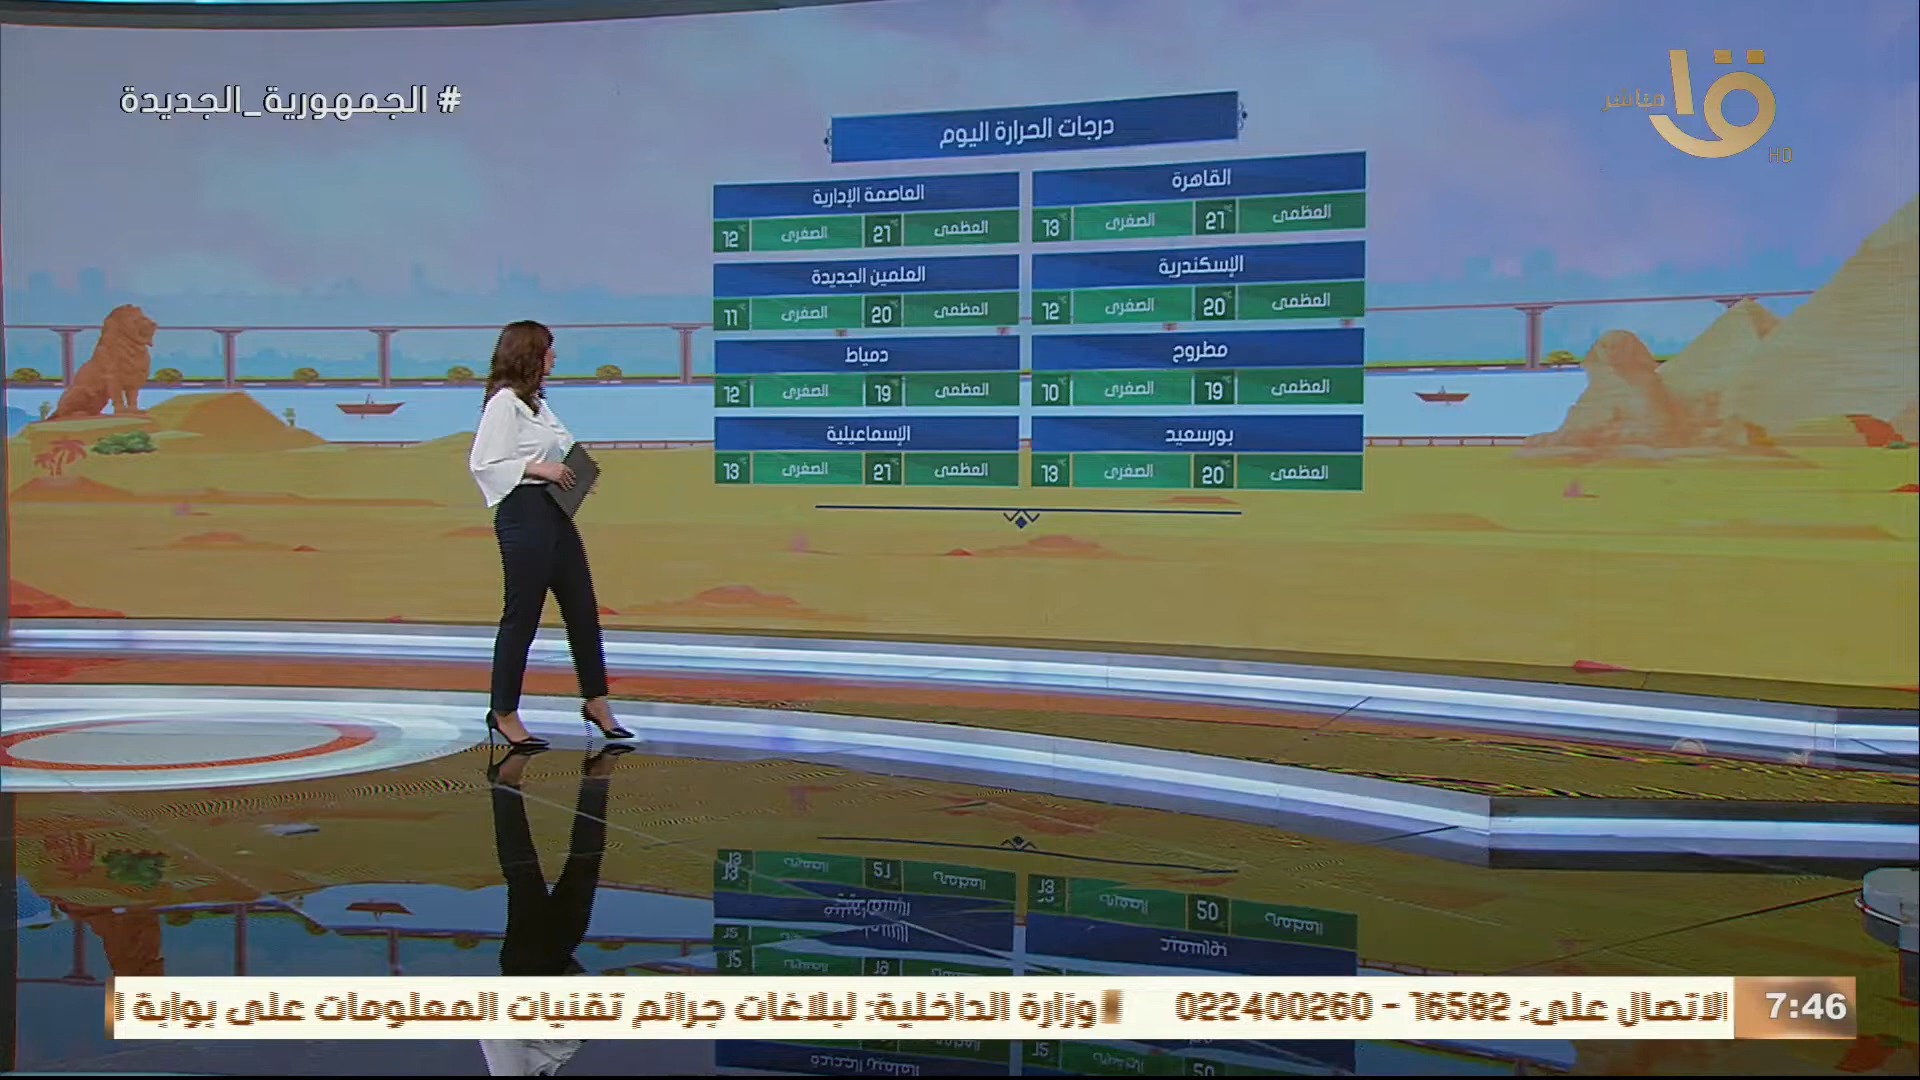 # الجمهورية_الجديدة
مباشر
HD
درجات الحرارة اليوم
القاهرة
العظمى 21 الصغرى 13
العاصمة الإدارية
العظمى 21 الصغرى 12
الإسكندرية
العظمى 20 الصغرى 12
العلمين الجديدة
العظمى 20 الصغرى 11
مطروح
العظمى 19 الصغرى 10
دمياط
العظمى 19 الصغرى 12
بورسعيد
العظمى 20 الصغرى 13
الإسماعيلية
العظمى 21 الصغرى 13
7:46
الاتصال على: 16582 - 022400260 وزارة الداخلية: لبلاغات جرائم تقنيات المعلومات على بوابة ا